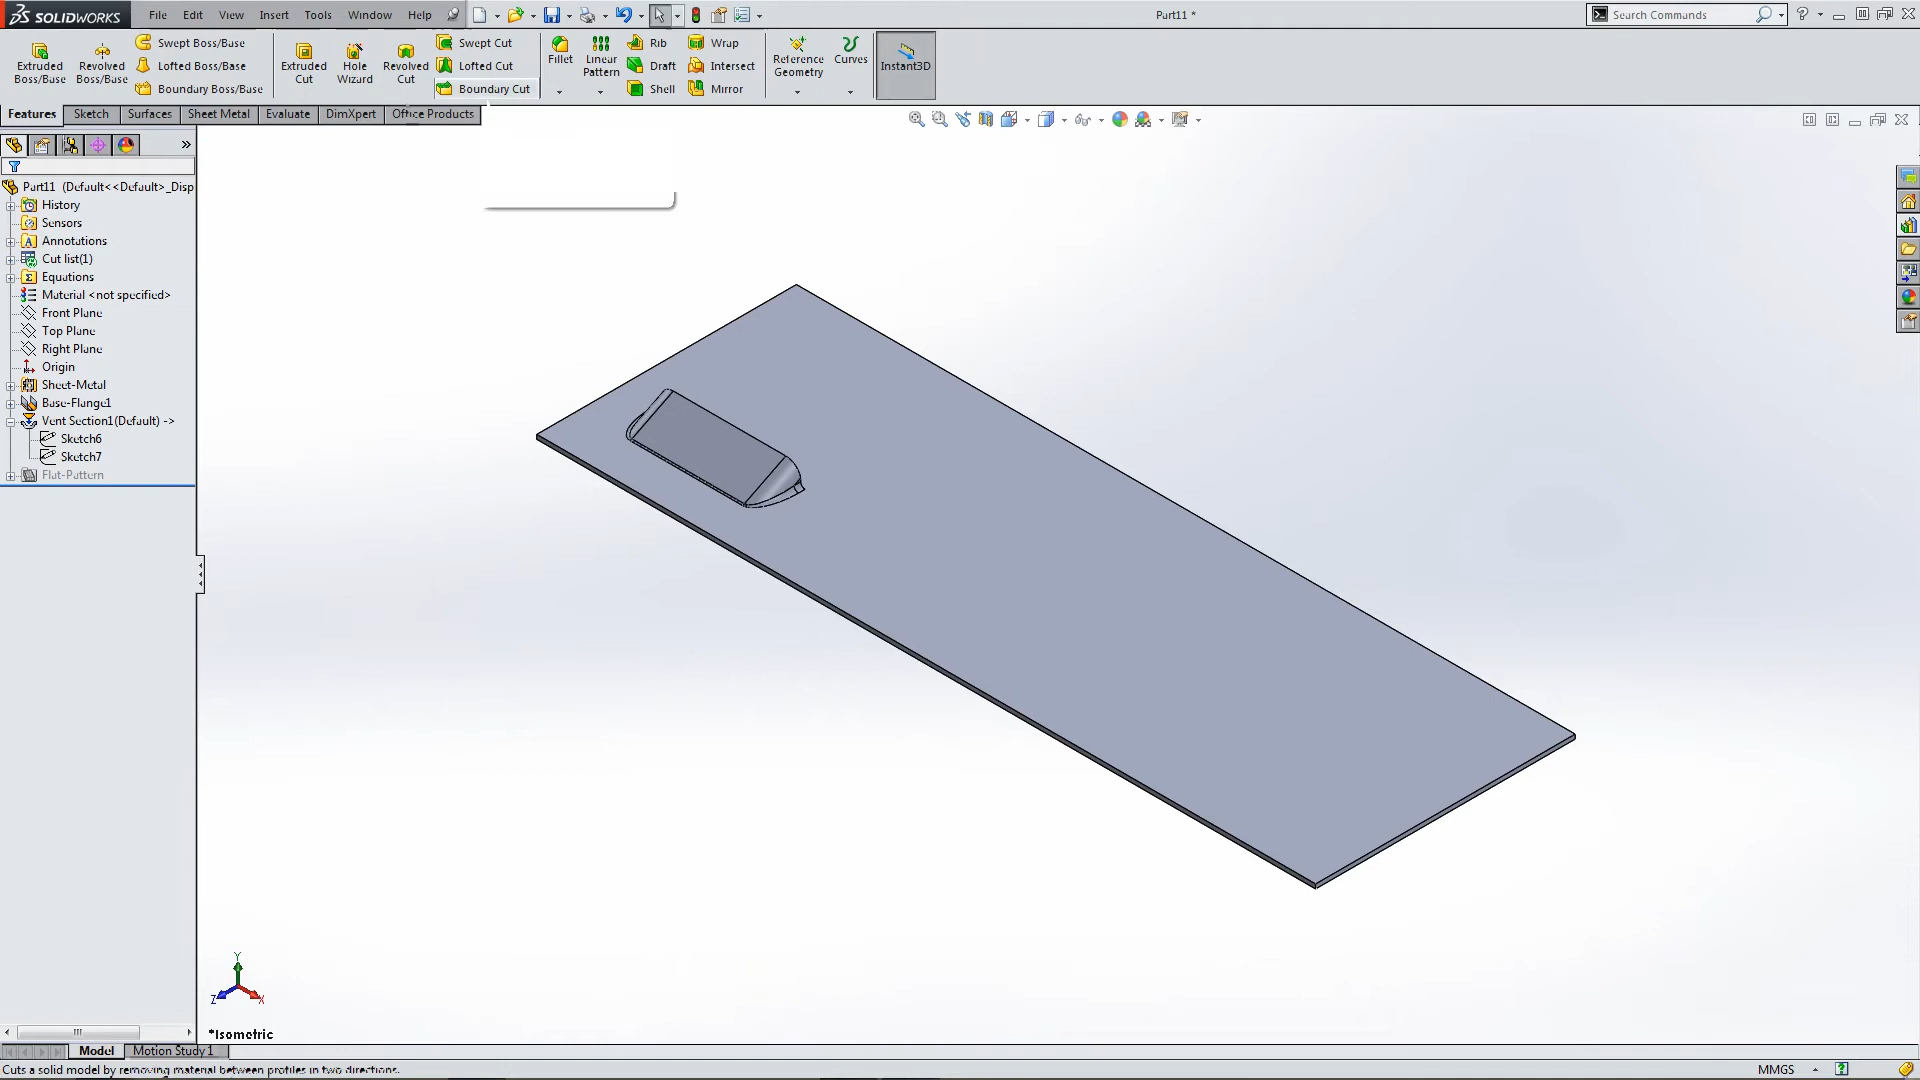 SOLIDWORKS File Edit View Insert Tools Window Help Part11 * Search Commands
Extruded Boss/Base
Revolved Boss/Base
Swept Boss/Base
Lofted Boss/Base
Boundary Boss/Base
Extruded Cut
Hole Wizard
Revolved Cut
Swept Cut
Lofted Cut
Boundary Cut
Fillet
Linear Pattern
Rib
Draft
Shell
Wrap
Intersect
Mirror
Reference Geometry
Curves
Instant3D
Features Sketch Surfaces Sheet Metal Evaluate DimXpert Office Products
Part11 (Default<<Default>_Disp
History
Sensors
Annotations
Cut list(1)
Equations
Material <not specified>
Front Plane
Top Plane
Right Plane
Origin
Sheet-Metal
Base-Flange1
Vent Section1(Default) ->
Sketch6
Sketch7
Flat-Pattern
Y
Z X
*Isometric
Model Motion Study 1
Cuts a solid model by removing material between profiles in two directions. MMGS